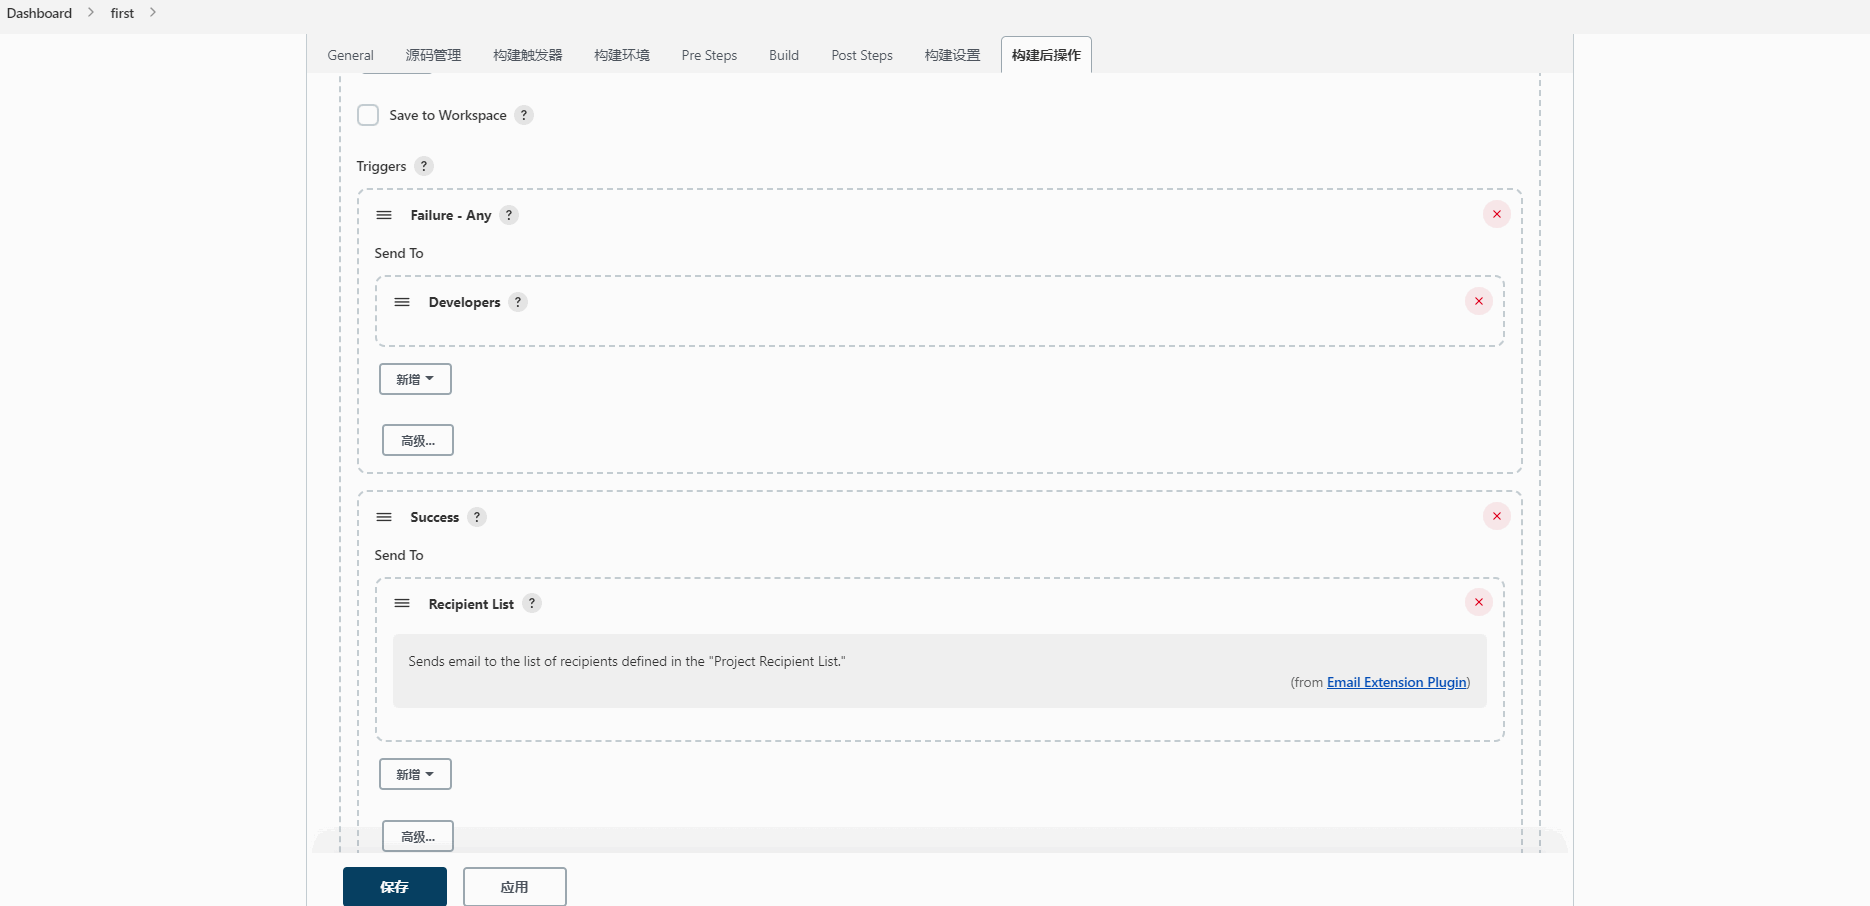 Dashboard > first >
General 源码管理 构建触发器 构建环境 Pre Steps Build Post Steps 构建设置 构建后操作
Save to Workspace ?
Triggers ?
Failure - Any ?
Send To
Developers ?
新增
高级...
Success ?
Send To
Recipient List ?
Sends email to the list of recipients defined in the "Project Recipient List."
(from Email Extension Plugin)
新增
高级...
保存 应用